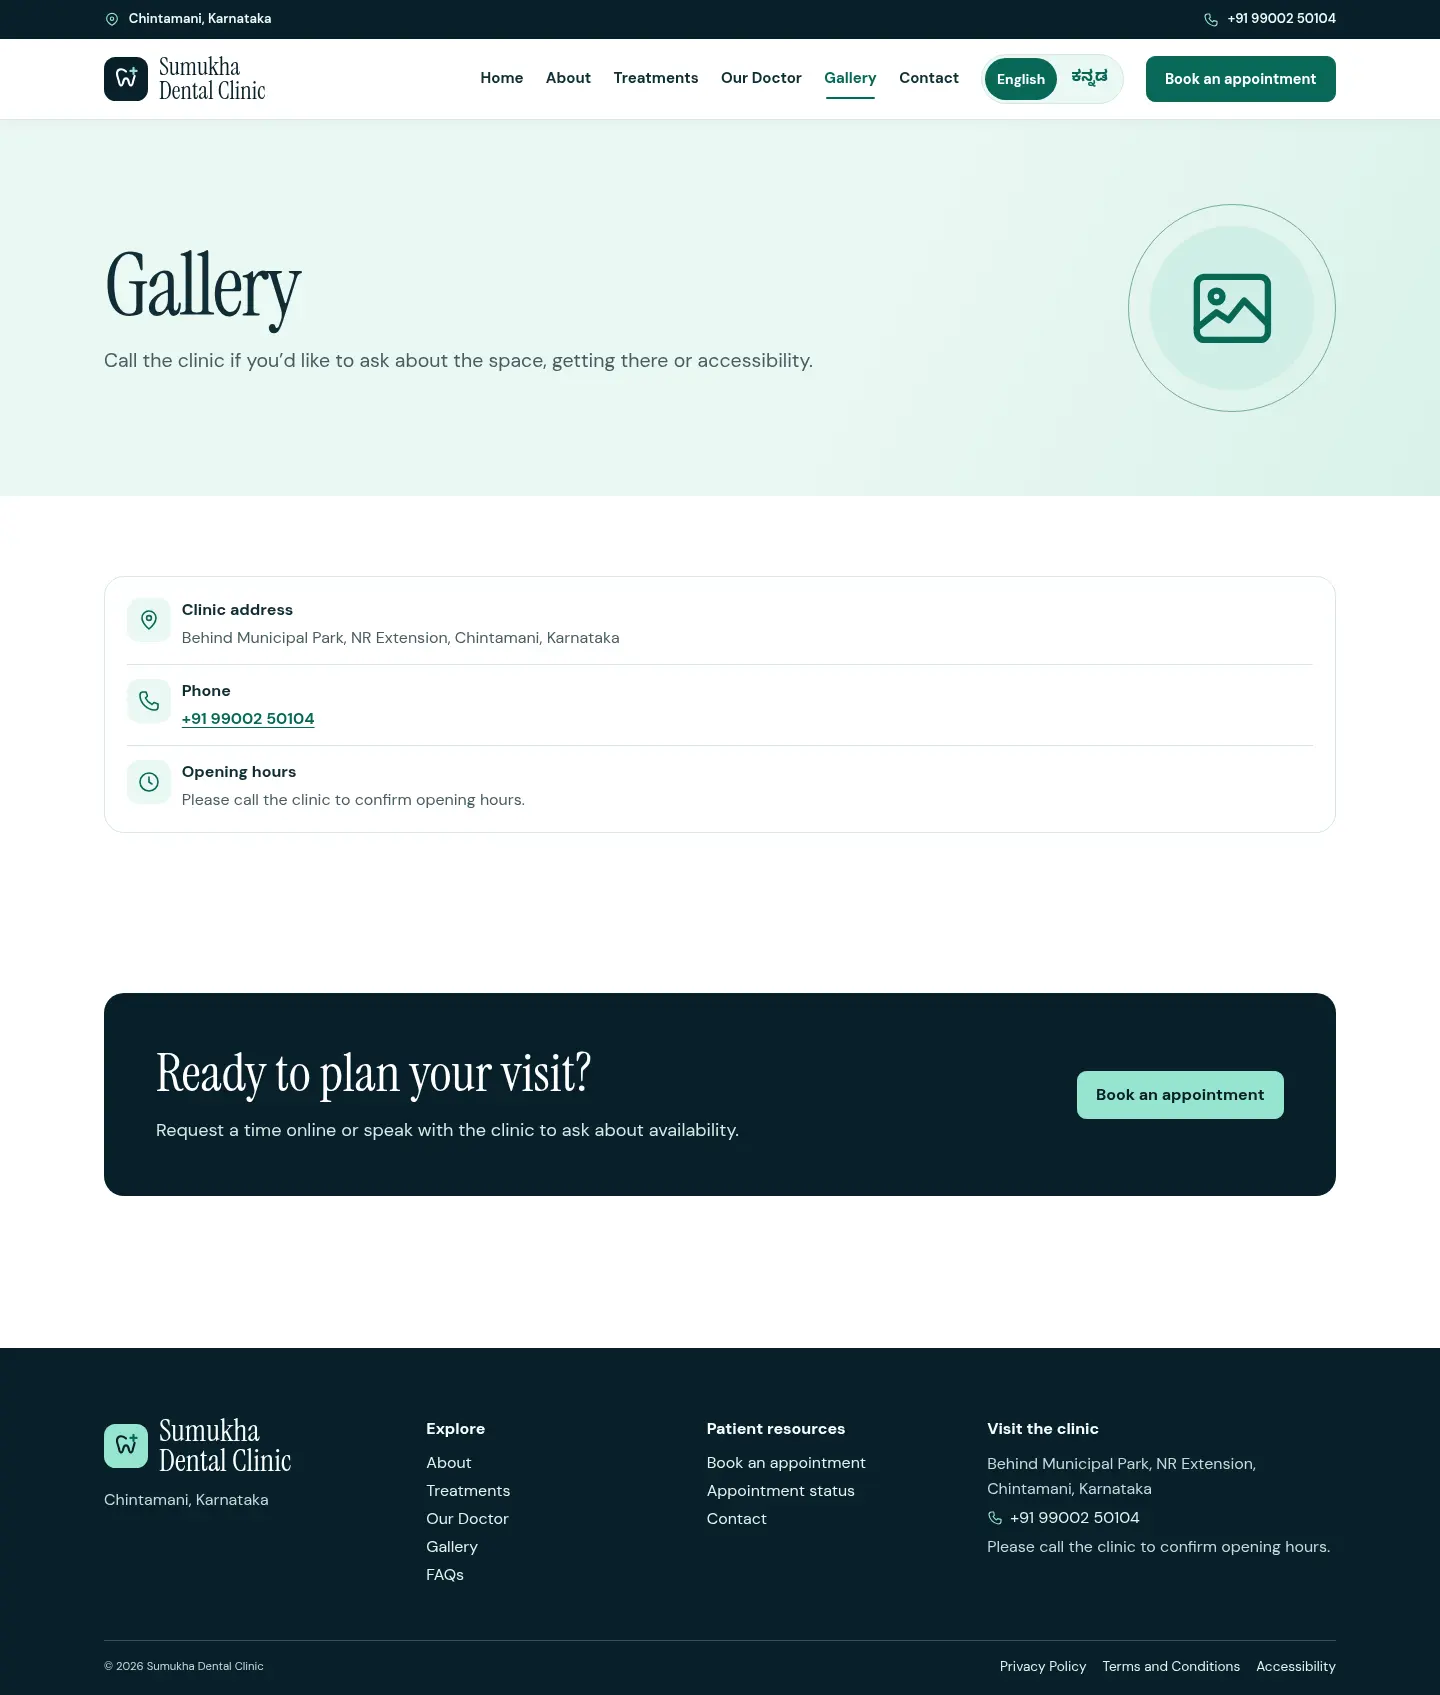 Chintamani, Karnataka
+91 99002 50104
Sumukha
Dental Clinic
Home
About
Treatments
Our Doctor
Gallery
Contact
English
ಕನ್ನಡ
Book an appointment
Gallery
Call the clinic if you’d like to ask about the space, getting there or accessibility.
Clinic address
Behind Municipal Park, NR Extension, Chintamani, Karnataka
Phone
+91 99002 50104
Opening hours
Please call the clinic to confirm opening hours.
Ready to plan your visit?
Request a time online or speak with the clinic to ask about availability.
Book an appointment
Sumukha
Dental Clinic
Chintamani, Karnataka
Explore
About
Treatments
Our Doctor
Gallery
FAQs
Patient resources
Book an appointment
Appointment status
Contact
Visit the clinic
Behind Municipal Park, NR Extension,
Chintamani, Karnataka
+91 99002 50104
Please call the clinic to confirm opening hours.
© 2026 Sumukha Dental Clinic
Privacy Policy
Terms and Conditions
Accessibility